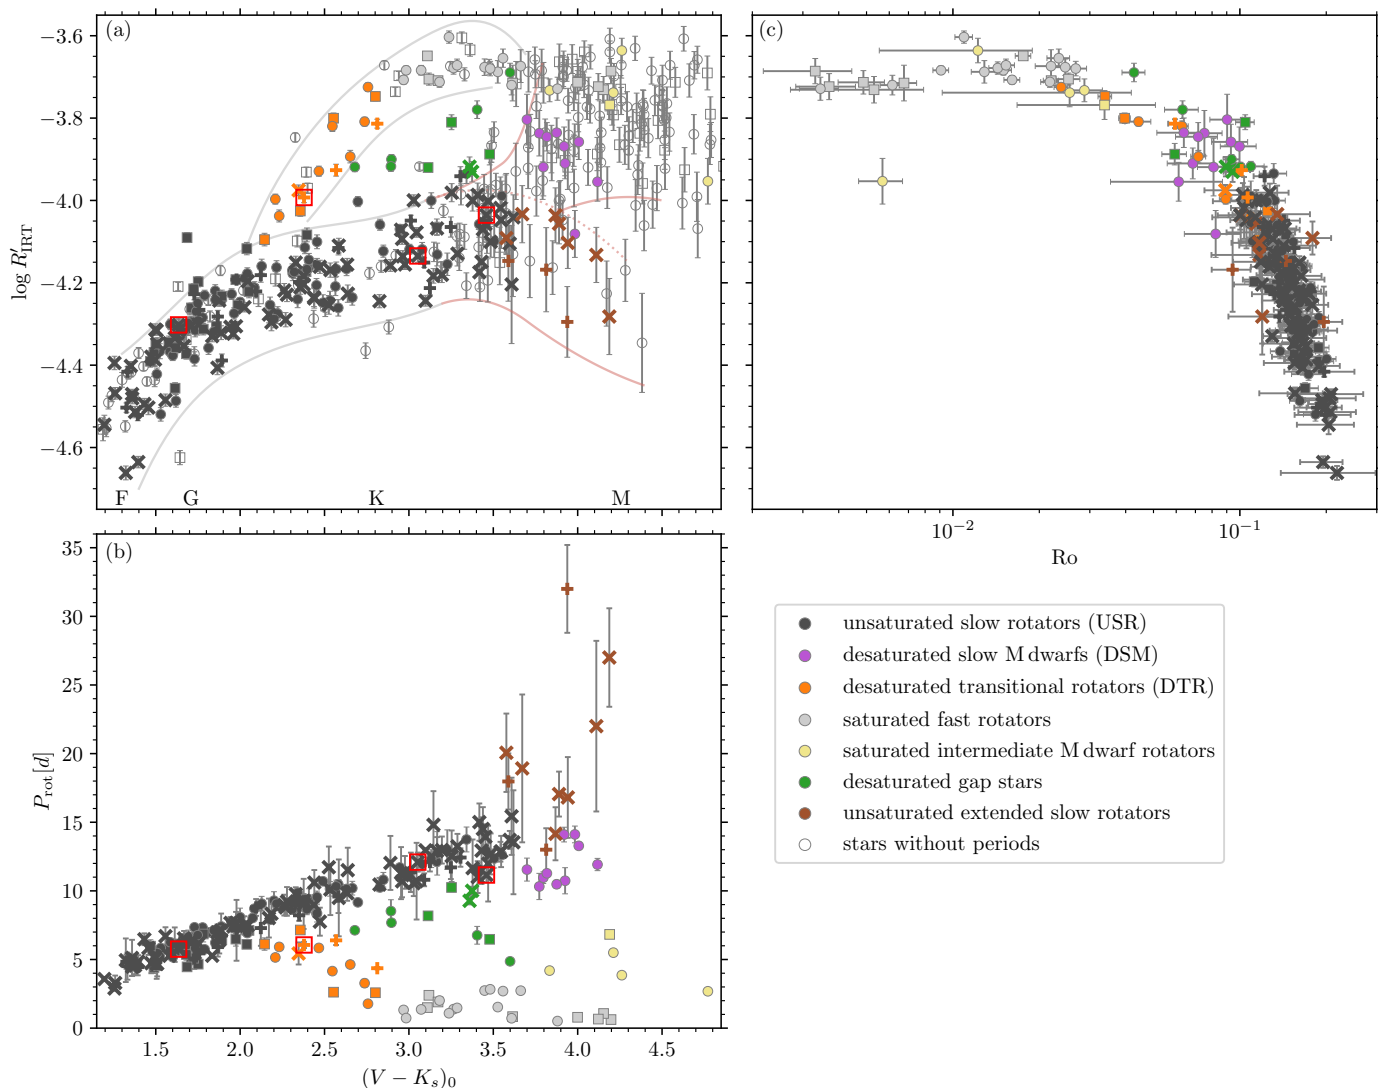 (a)
−3.6
−3.8
−4.0
−4.2
−4.4
−4.6
log R′IRT
F G K M
(c)
10⁻² 10⁻¹
Ro
(b)
35
30
25
20
15
10
5
0
Prot [d]
1.5 2.0 2.5 3.0 3.5 4.0 4.5
(V − Ks)0
unsaturated slow rotators (USR)
desaturated slow M dwarfs (DSM)
desaturated transitional rotators (DTR)
saturated fast rotators
saturated intermediate M dwarf rotators
desaturated gap stars
unsaturated extended slow rotators
stars without periods